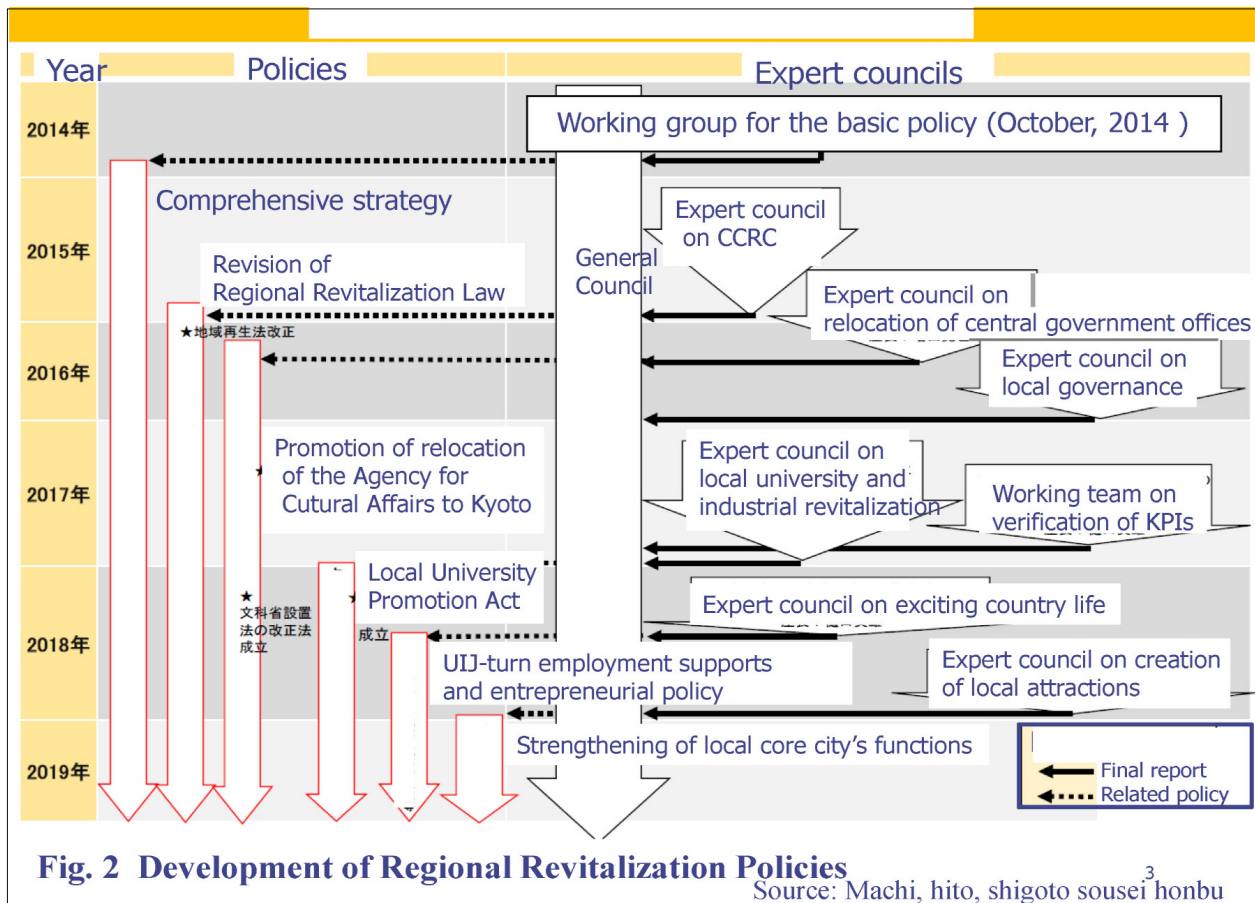 Year
Policies
Expert councils
2014年
Working group for the basic policy (October, 2014 )
Comprehensive strategy
2015年
Expert council
on CCRC
General
Council
Revision of
Regional Revitalization Law
★地域再生法改正
Expert council on
relocation of central government offices
2016年
Expert council on
local governance
2017年
Promotion of relocation
of the Agency for
Cutural Affairs to Kyoto
★
Expert council on
local university and
industrial revitalization
Working team on
verification of KPIs
2018年
Local University
Promotion Act
★
★
文科省設置
法の改正法
成立
成立
Expert council on exciting country life
UIJ-turn employment supports
and entrepreneurial policy
Expert council on creation
of local attractions
2019年
Strengthening of local core city's functions
Final report
Related policy
Fig. 2 Development of Regional Revitalization Policies
3
Source: Machi, hito, shigoto sousei honbu